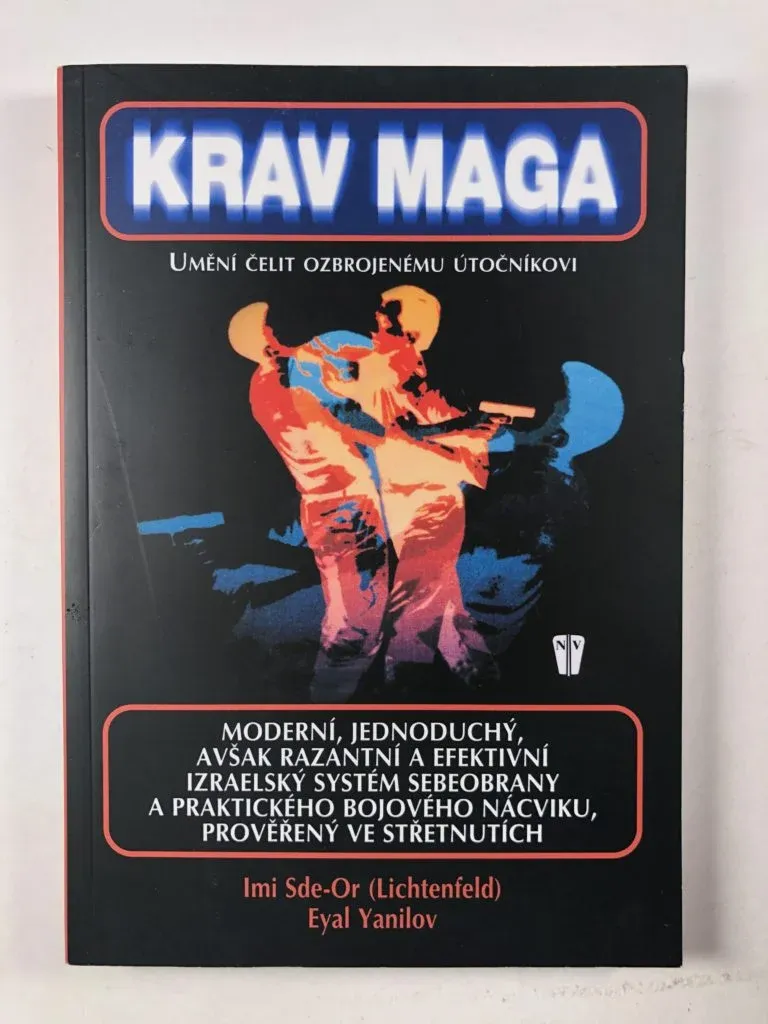 KRAV MAGA
UMĚNÍ ČELIT OZBROJENÉMU ÚTOČNÍKOVI
N V
MODERNÍ, JEDNODUCHÝ,
AVŠAK RAZANTNÍ A EFEKTIVNÍ
IZRAELSKÝ SYSTÉM SEBEOBRANY
A PRAKTICKÉHO BOJOVÉHO NÁCVIKU,
PROVĚŘENÝ VE STŘETNUTÍCH
Imi Sde-Or (Lichtenfeld)
Eyal Yanilov